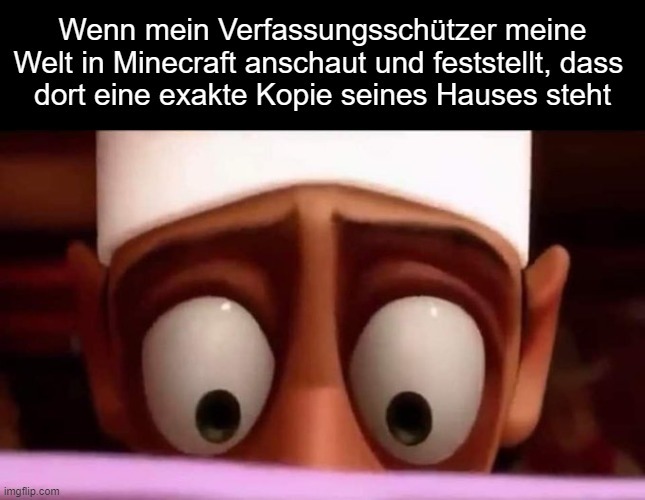 Wenn mein Verfassungsschützer meine
Welt in Minecraft anschaut und feststellt, dass
dort eine exakte Kopie seines Hauses steht
imgflip.com